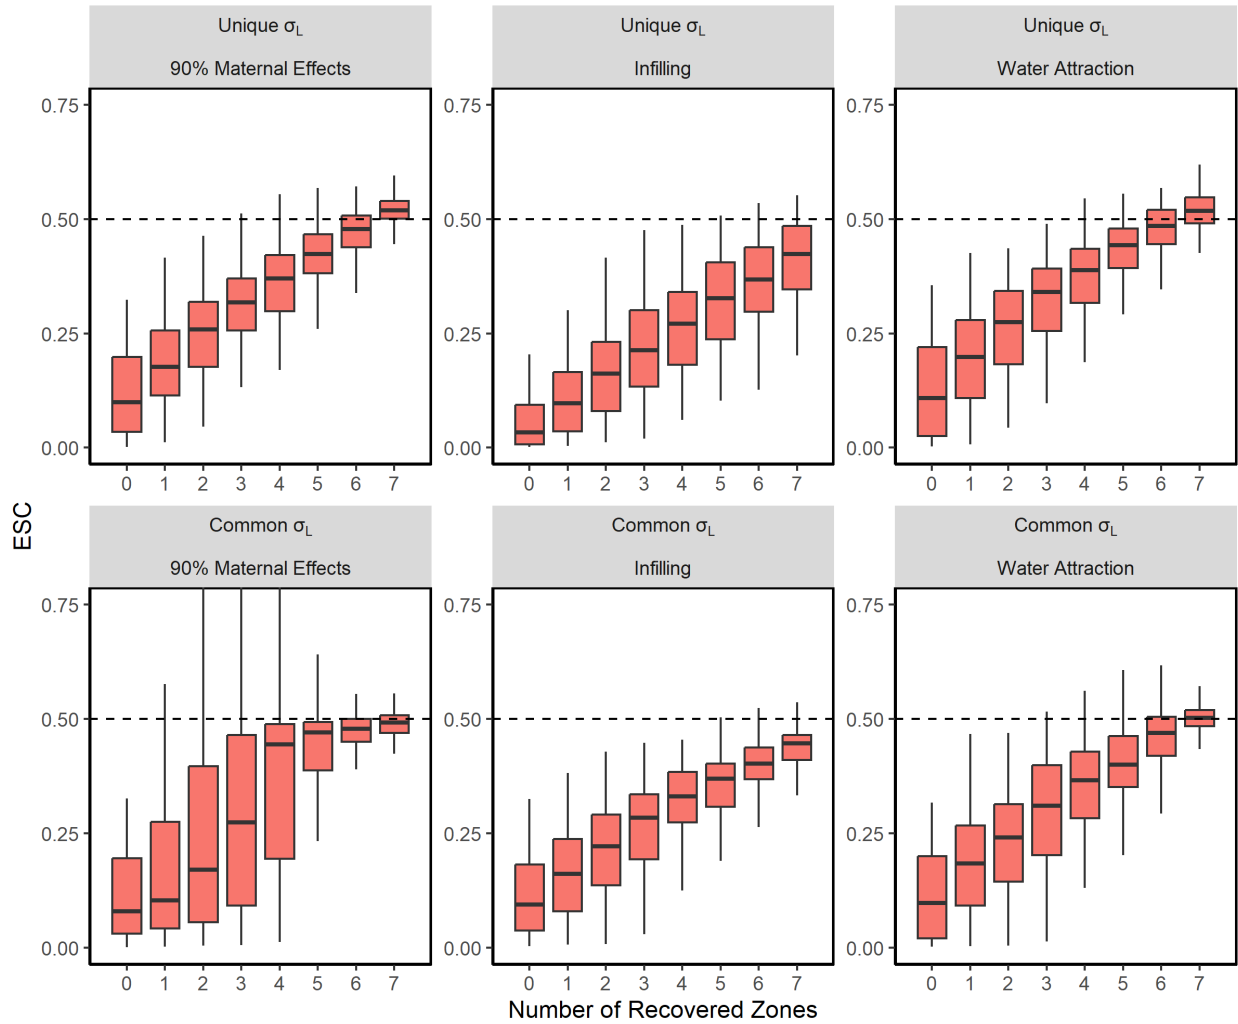 Unique σL
90% Maternal Effects
Unique σL
Infilling
Unique σL
Water Attraction
0.75
0.50
0.25
0.00
0 1 2 3 4 5 6 7
0.75
0.50
0.25
0.00
0 1 2 3 4 5 6 7
0.75
0.50
0.25
0.00
0 1 2 3 4 5 6 7
ESC
Common σL
90% Maternal Effects
Common σL
Infilling
Common σL
Water Attraction
0.75
0.50
0.25
0.00
0 1 2 3 4 5 6 7
0.75
0.50
0.25
0.00
0 1 2 3 4 5 6 7
0.75
0.50
0.25
0.00
0 1 2 3 4 5 6 7
Number of Recovered Zones